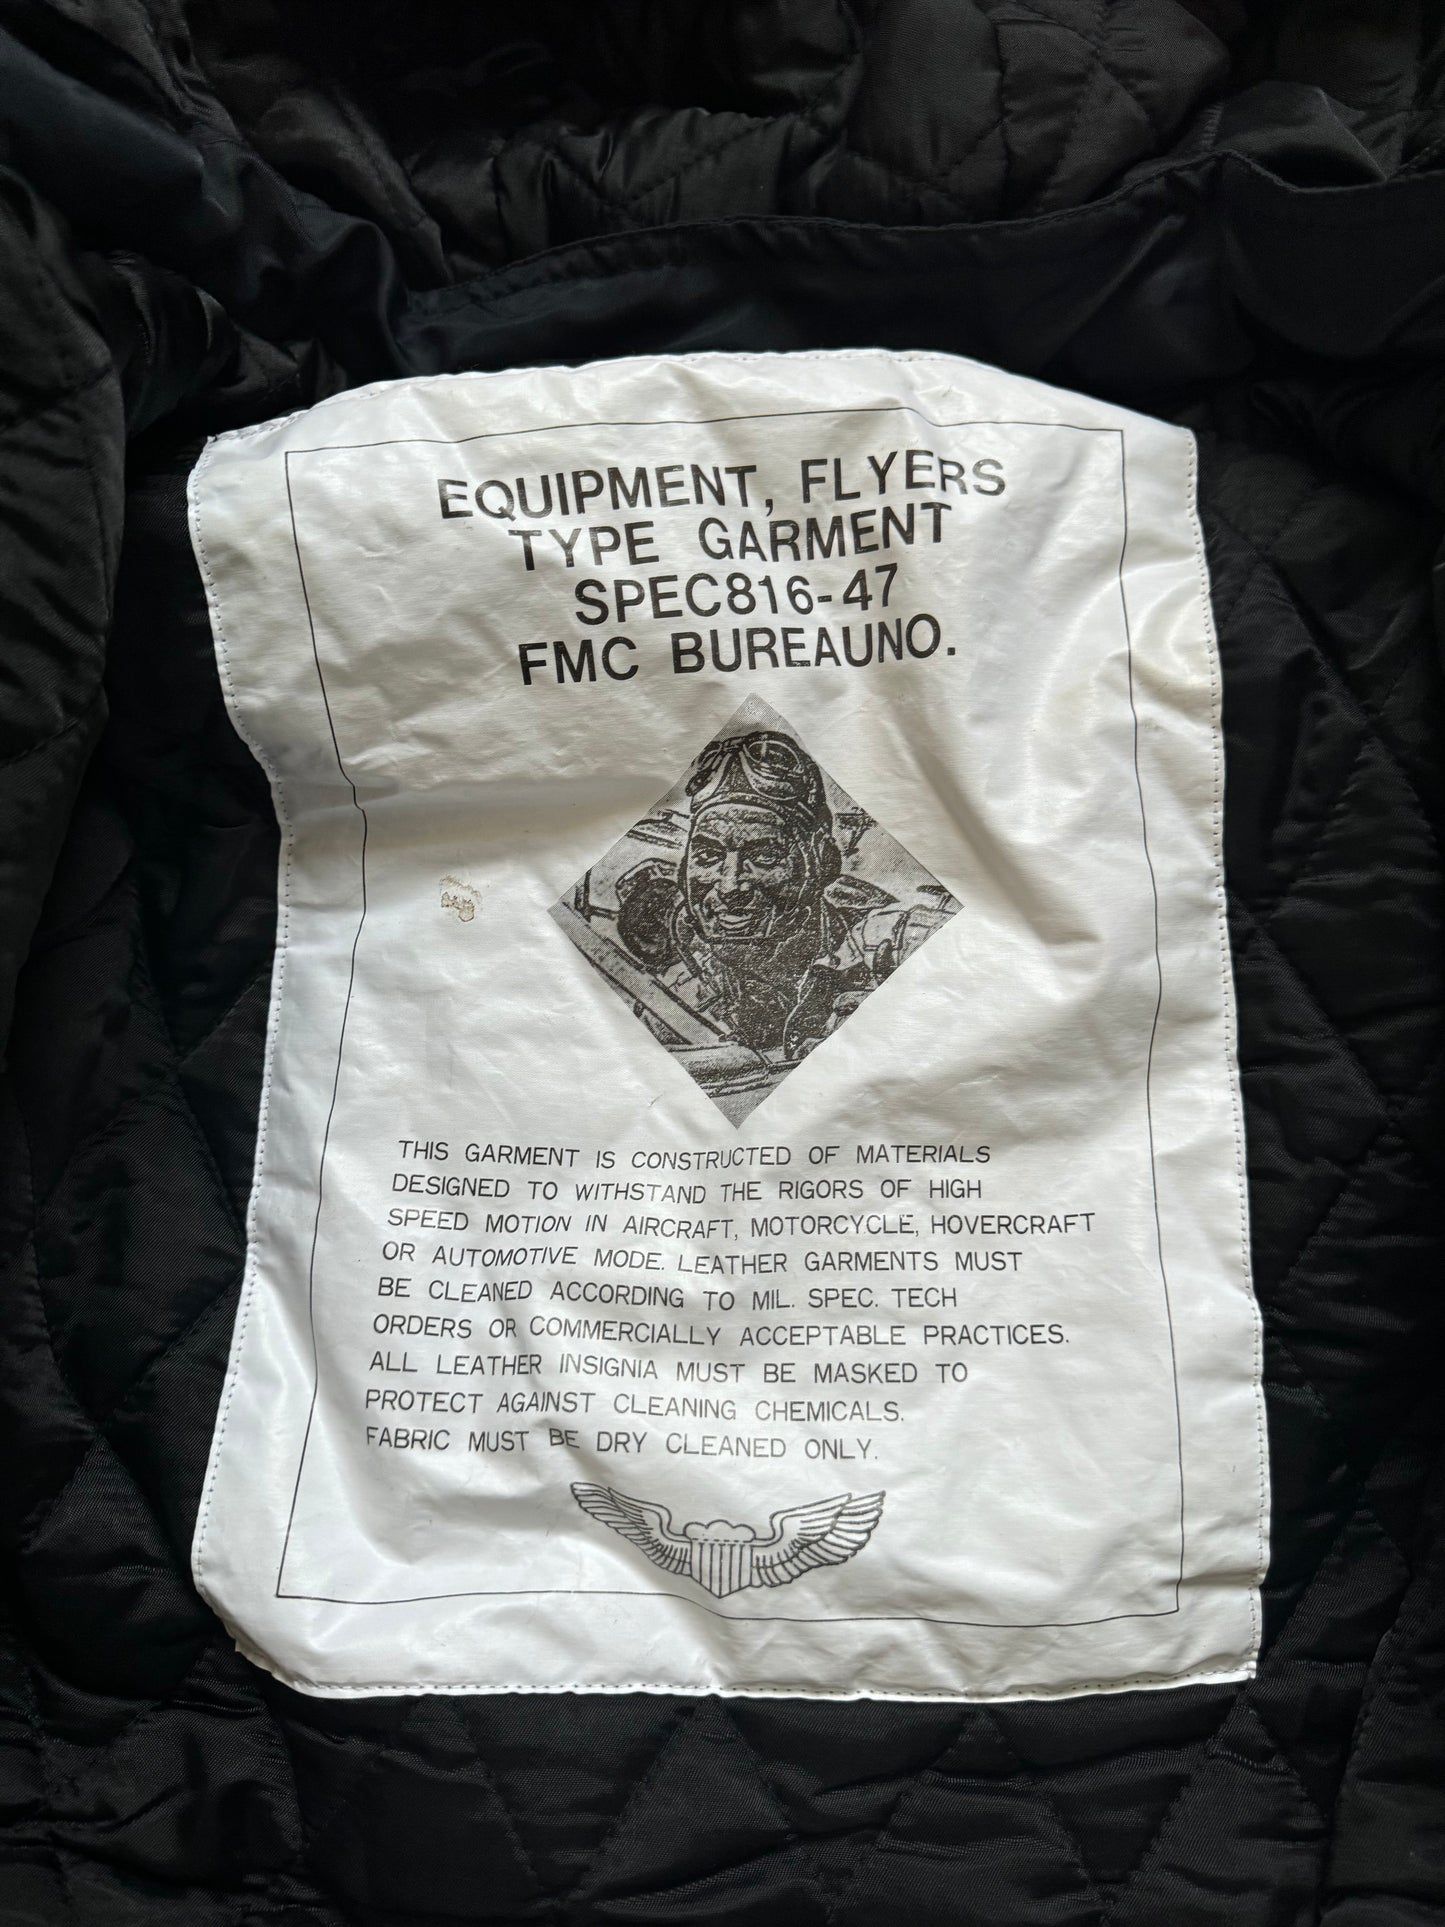 EQUIPMENT, FLYERS
TYPE GARMENT
SPEC816-47
FMC BUREAUNO.
THIS GARMENT IS CONSTRUCTED OF MATERIALS
DESIGNED TO WITHSTAND THE RIGORS OF HIGH
SPEED MOTION IN AIRCRAFT, MOTORCYCLE, HOVERCRAFT
OR AUTOMOTIVE MODE. LEATHER GARMENTS MUST
BE CLEANED ACCORDING TO MIL. SPEC. TECH
ORDERS OR COMMERCIALLY ACCEPTABLE PRACTICES.
ALL LEATHER INSIGNIA MUST BE MASKED TO
PROTECT AGAINST CLEANING CHEMICALS.
FABRIC MUST BE DRY CLEANED ONLY.